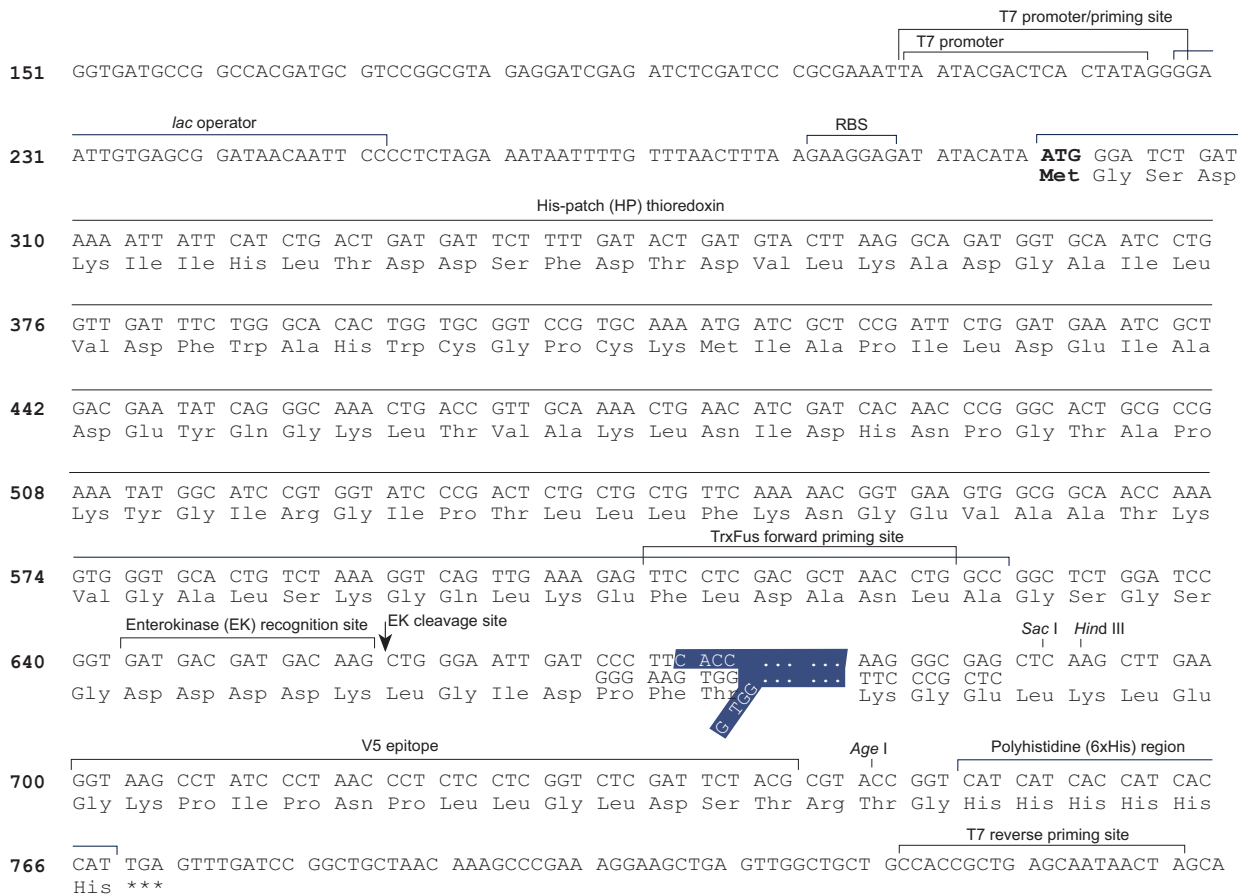 T7 promoter/priming site
T7 promoter
151 GGTGATGCCG GCCACGATGC GTCCGGCGTA GAGGATCGAG ATCTCGATCC CGCGAAATTA ATACGACTCA CTATAGGGGA
lac operator RBS
231 ATTGTGAGCG GATAACAATT CCCCTCTAGA AATAATTTTG TTTAACTTTA AGAAGGAGAT ATACATA ATG GGA TCT GAT
Met Gly Ser Asp
His-patch (HP) thioredoxin
310 AAA ATT ATT CAT CTG ACT GAT GAT TCT TTT GAT ACT GAT GTA CTT AAG GCA GAT GGT GCA ATC CTG
Lys Ile Ile His Leu Thr Asp Asp Ser Phe Asp Thr Asp Val Leu Lys Ala Asp Gly Ala Ile Leu
376 GTT GAT TTC TGG GCA CAC TGG TGC GGT CCG TGC AAA ATG ATC GCT CCG ATT CTG GAT GAA ATC GCT
Val Asp Phe Trp Ala His Trp Cys Gly Pro Cys Lys Met Ile Ala Pro Ile Leu Asp Glu Ile Ala
442 GAC GAA TAT CAG GGC AAA CTG ACC GTT GCA AAA CTG AAC ATC GAT CAC AAC CCG GGC ACT GCG CCG
Asp Glu Tyr Gln Gly Lys Leu Thr Val Ala Lys Leu Asn Ile Asp His Asn Pro Gly Thr Ala Pro
508 AAA TAT GGC ATC CGT GGT ATC CCG ACT CTG CTG CTG TTC AAA AAC GGT GAA GTG GCG GCA ACC AAA
Lys Tyr Gly Ile Arg Gly Ile Pro Thr Leu Leu Leu Phe Lys Asn Gly Glu Val Ala Ala Thr Lys
TrxFus forward priming site
574 GTG GGT GCA CTG TCT AAA GGT CAG TTG AAA GAG TTC CTC GAC GCT AAC CTG GCC GGC TCT GGA TCC
Val Gly Ala Leu Ser Lys Gly Gln Leu Lys Glu Phe Leu Asp Ala Asn Leu Ala Gly Ser Gly Ser
Enterokinase (EK) recognition site EK cleavage site Sac I Hind III
640 GGT GAT GAC GAT GAC AAG CTG GGA ATT GAT CCC TTC ACC ... ... AAG GGC GAG CTC AAG CTT GAA
GGG AAG TGG ... ... TTC CCG CTC
Gly Asp Asp Asp Asp Lys Leu Gly Ile Asp Pro Phe Thr Lys Gly Glu Leu Lys Leu Glu
G TGG
V5 epitope Age I Polyhistidine (6xHis) region
700 GGT AAG CCT ATC CCT AAC CCT CTC CTC GGT CTC GAT TCT ACG CGT ACC GGT CAT CAT CAC CAT CAC
Gly Lys Pro Ile Pro Asn Pro Leu Leu Gly Leu Asp Ser Thr Arg Thr Gly His His His His His
T7 reverse priming site
766 CAT TGA GTTTGATCCG GCTGCTAACA AAGCCCGAAA GGAAGCTGAG TTGGCTGCTG CCACCGCTGA GCAATAACTA GCA
His ***